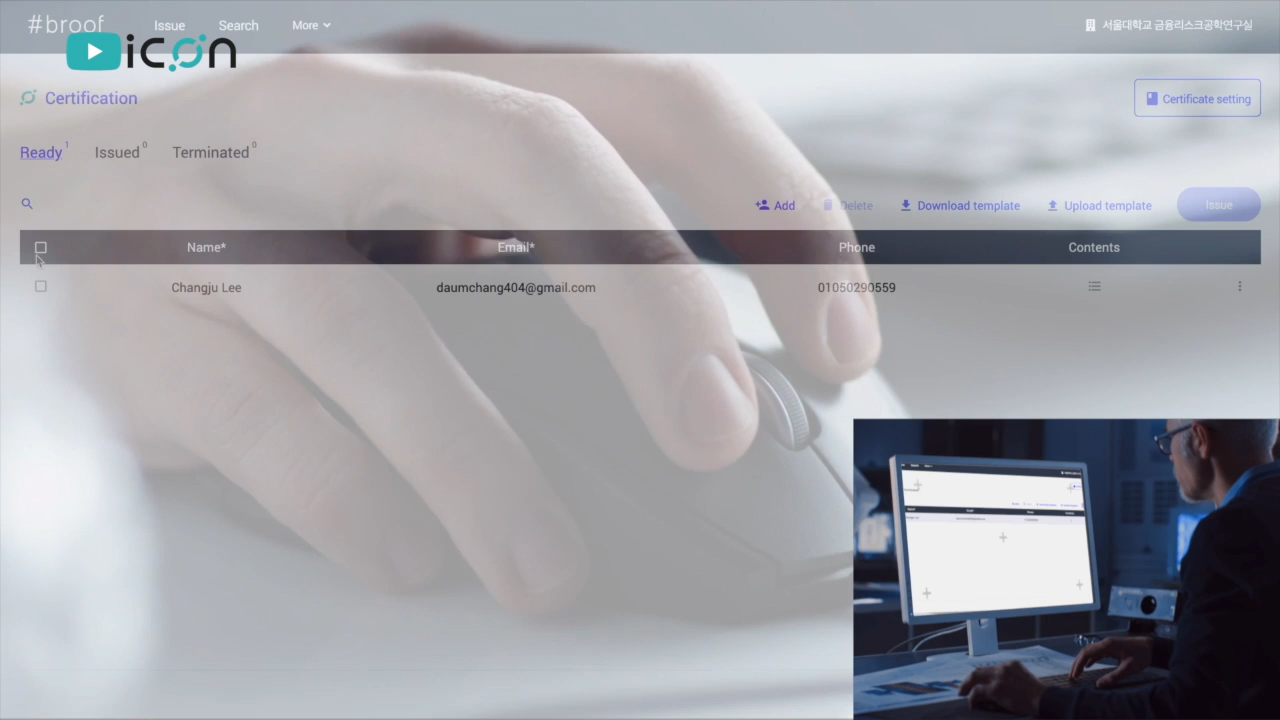 #broof Issue Search More 서울대학교 금융리스크공학연구실
icon
Certification Certificate setting
Ready 1 Issued 0 Terminated 0
Add Delete Download template Upload template Issue
Name* Email* Phone Contents
Changju Lee daumchang404@gmail.com 01050290559